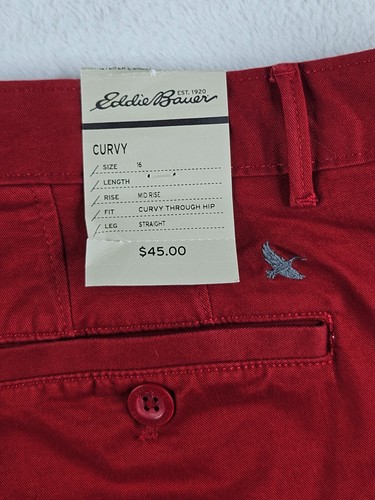 EST. 1920
Eddie Bauer
CURVY
SIZE 16
LENGTH
RISE MID RISE
FIT CURVY THROUGH HIP
LEG STRAIGHT
$45.00